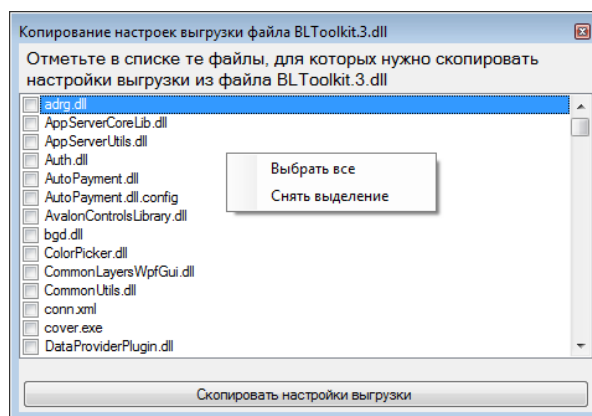 Копирование настроек выгрузки файла BLToolkit.3.dll
Отметьте в списке те файлы, для которых нужно скопировать
настройки выгрузки из файла BLToolkit.3.dll
adrg.dll
AppServerCoreLib.dll
AppServerUtils.dll
Auth.dll
AutoPayment.dll
AutoPayment.dll.config
AvalonControlsLibrary.dll
bgd.dll
ColorPicker.dll
CommonLayersWpfGui.dll
CommonUtils.dll
conn.xml
cover.exe
DataProviderPlugin.dll
Выбрать все
Снять выделение
Скопировать настройки выгрузки